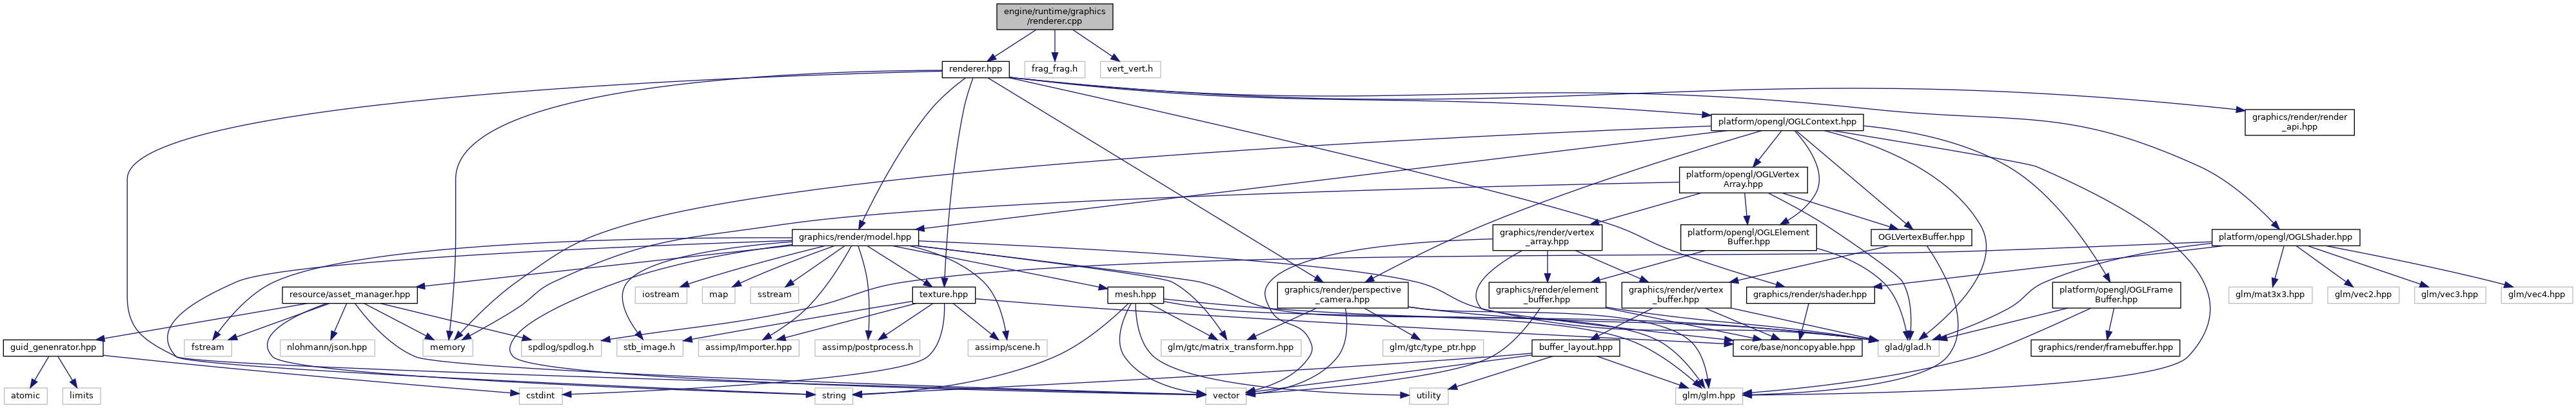 engine/runtime/graphics
/renderer.cpp
renderer.hpp
frag_frag.h
vert_vert.h
graphics/render/render
_api.hpp
platform/opengl/OGLContext.hpp
platform/opengl/OGLVertex
Array.hpp
graphics/render/model.hpp
graphics/render/vertex
_array.hpp
platform/opengl/OGLElement
Buffer.hpp
OGLVertexBuffer.hpp
platform/opengl/OGLShader.hpp
resource/asset_manager.hpp
iostream
map
sstream
texture.hpp
mesh.hpp
graphics/render/perspective
_camera.hpp
graphics/render/element
_buffer.hpp
graphics/render/vertex
_buffer.hpp
graphics/render/shader.hpp
platform/opengl/OGLFrame
Buffer.hpp
glm/mat3x3.hpp
glm/vec2.hpp
glm/vec3.hpp
glm/vec4.hpp
guid_genenrator.hpp
fstream
nlohmann/json.hpp
memory
spdlog/spdlog.h
stb_image.h
assimp/Importer.hpp
assimp/postprocess.h
assimp/scene.h
glm/gtc/matrix_transform.hpp
glm/gtc/type_ptr.hpp
buffer_layout.hpp
core/base/noncopyable.hpp
glad/glad.h
graphics/render/framebuffer.hpp
atomic
limits
cstdint
string
vector
utility
glm/glm.hpp